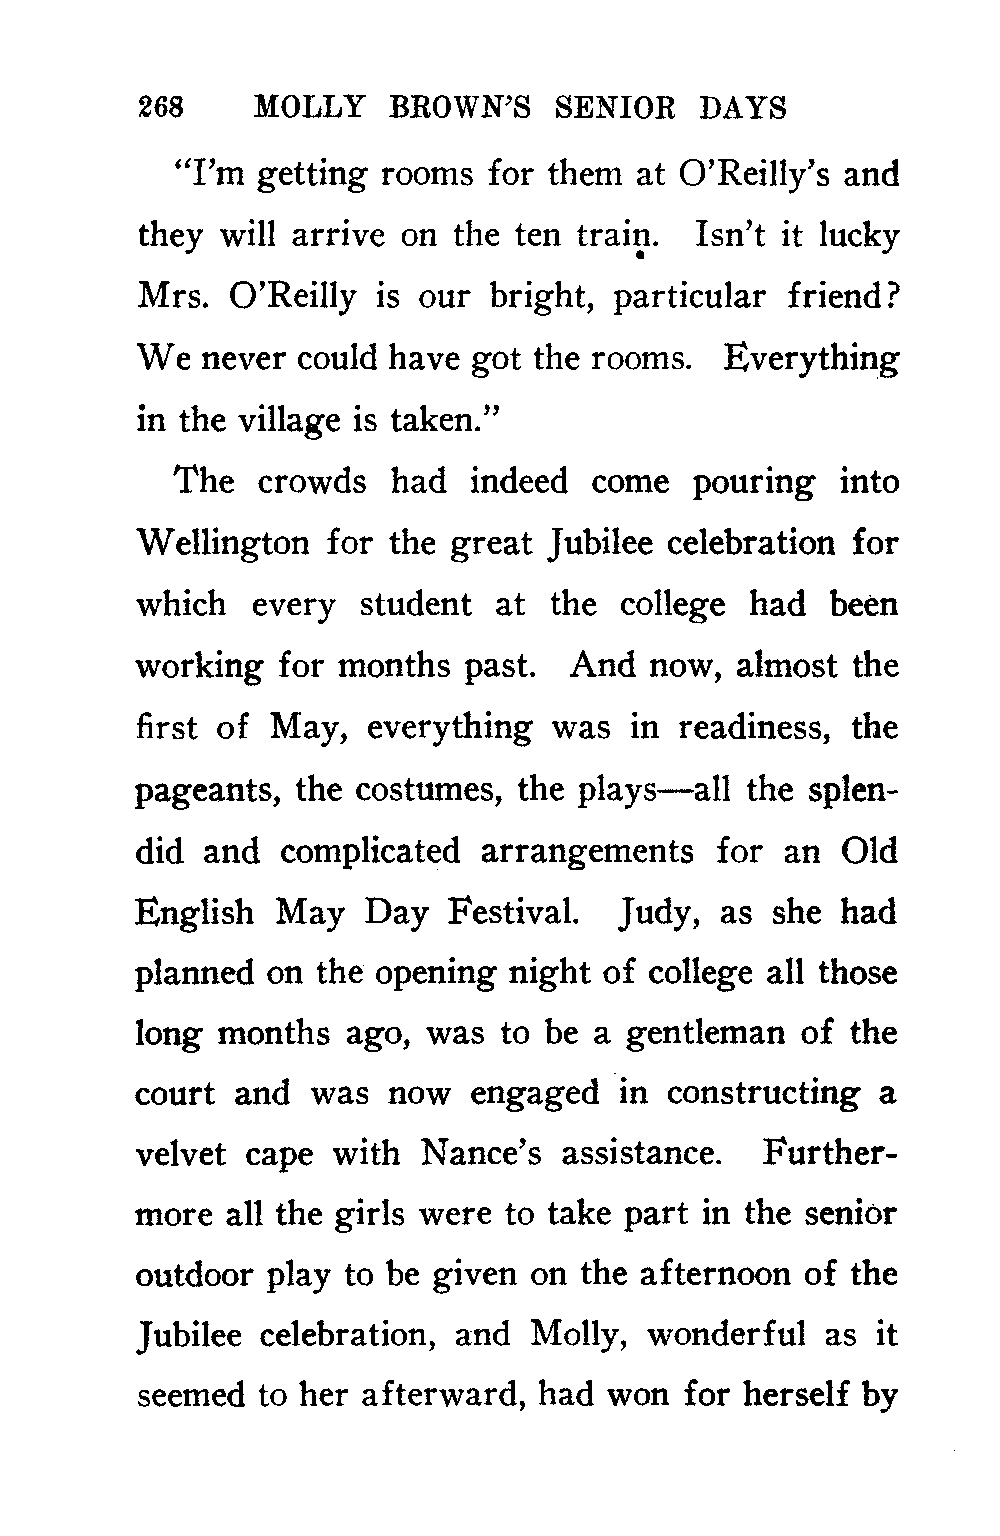 268 MOLLY BROWN'S SENIOR DAYS
"I'm getting rooms for them at O'Reilly's and
they will arrive on the ten train. Isn't it lucky
Mrs. O'Reilly is our bright, particular friend?
We never could have got the rooms. Everything
in the village is taken."
The crowds had indeed come pouring into
Wellington for the great Jubilee celebration for
which every student at the college had been
working for months past. And now, almost the
first of May, everything was in readiness, the
pageants, the costumes, the plays—all the splen-
did and complicated arrangements for an Old
English May Day Festival. Judy, as she had
planned on the opening night of college all those
long months ago, was to be a gentleman of the
court and was now engaged in constructing a
velvet cape with Nance's assistance. Further-
more all the girls were to take part in the senior
outdoor play to be given on the afternoon of the
Jubilee celebration, and Molly, wonderful as it
seemed to her afterward, had won for herself by